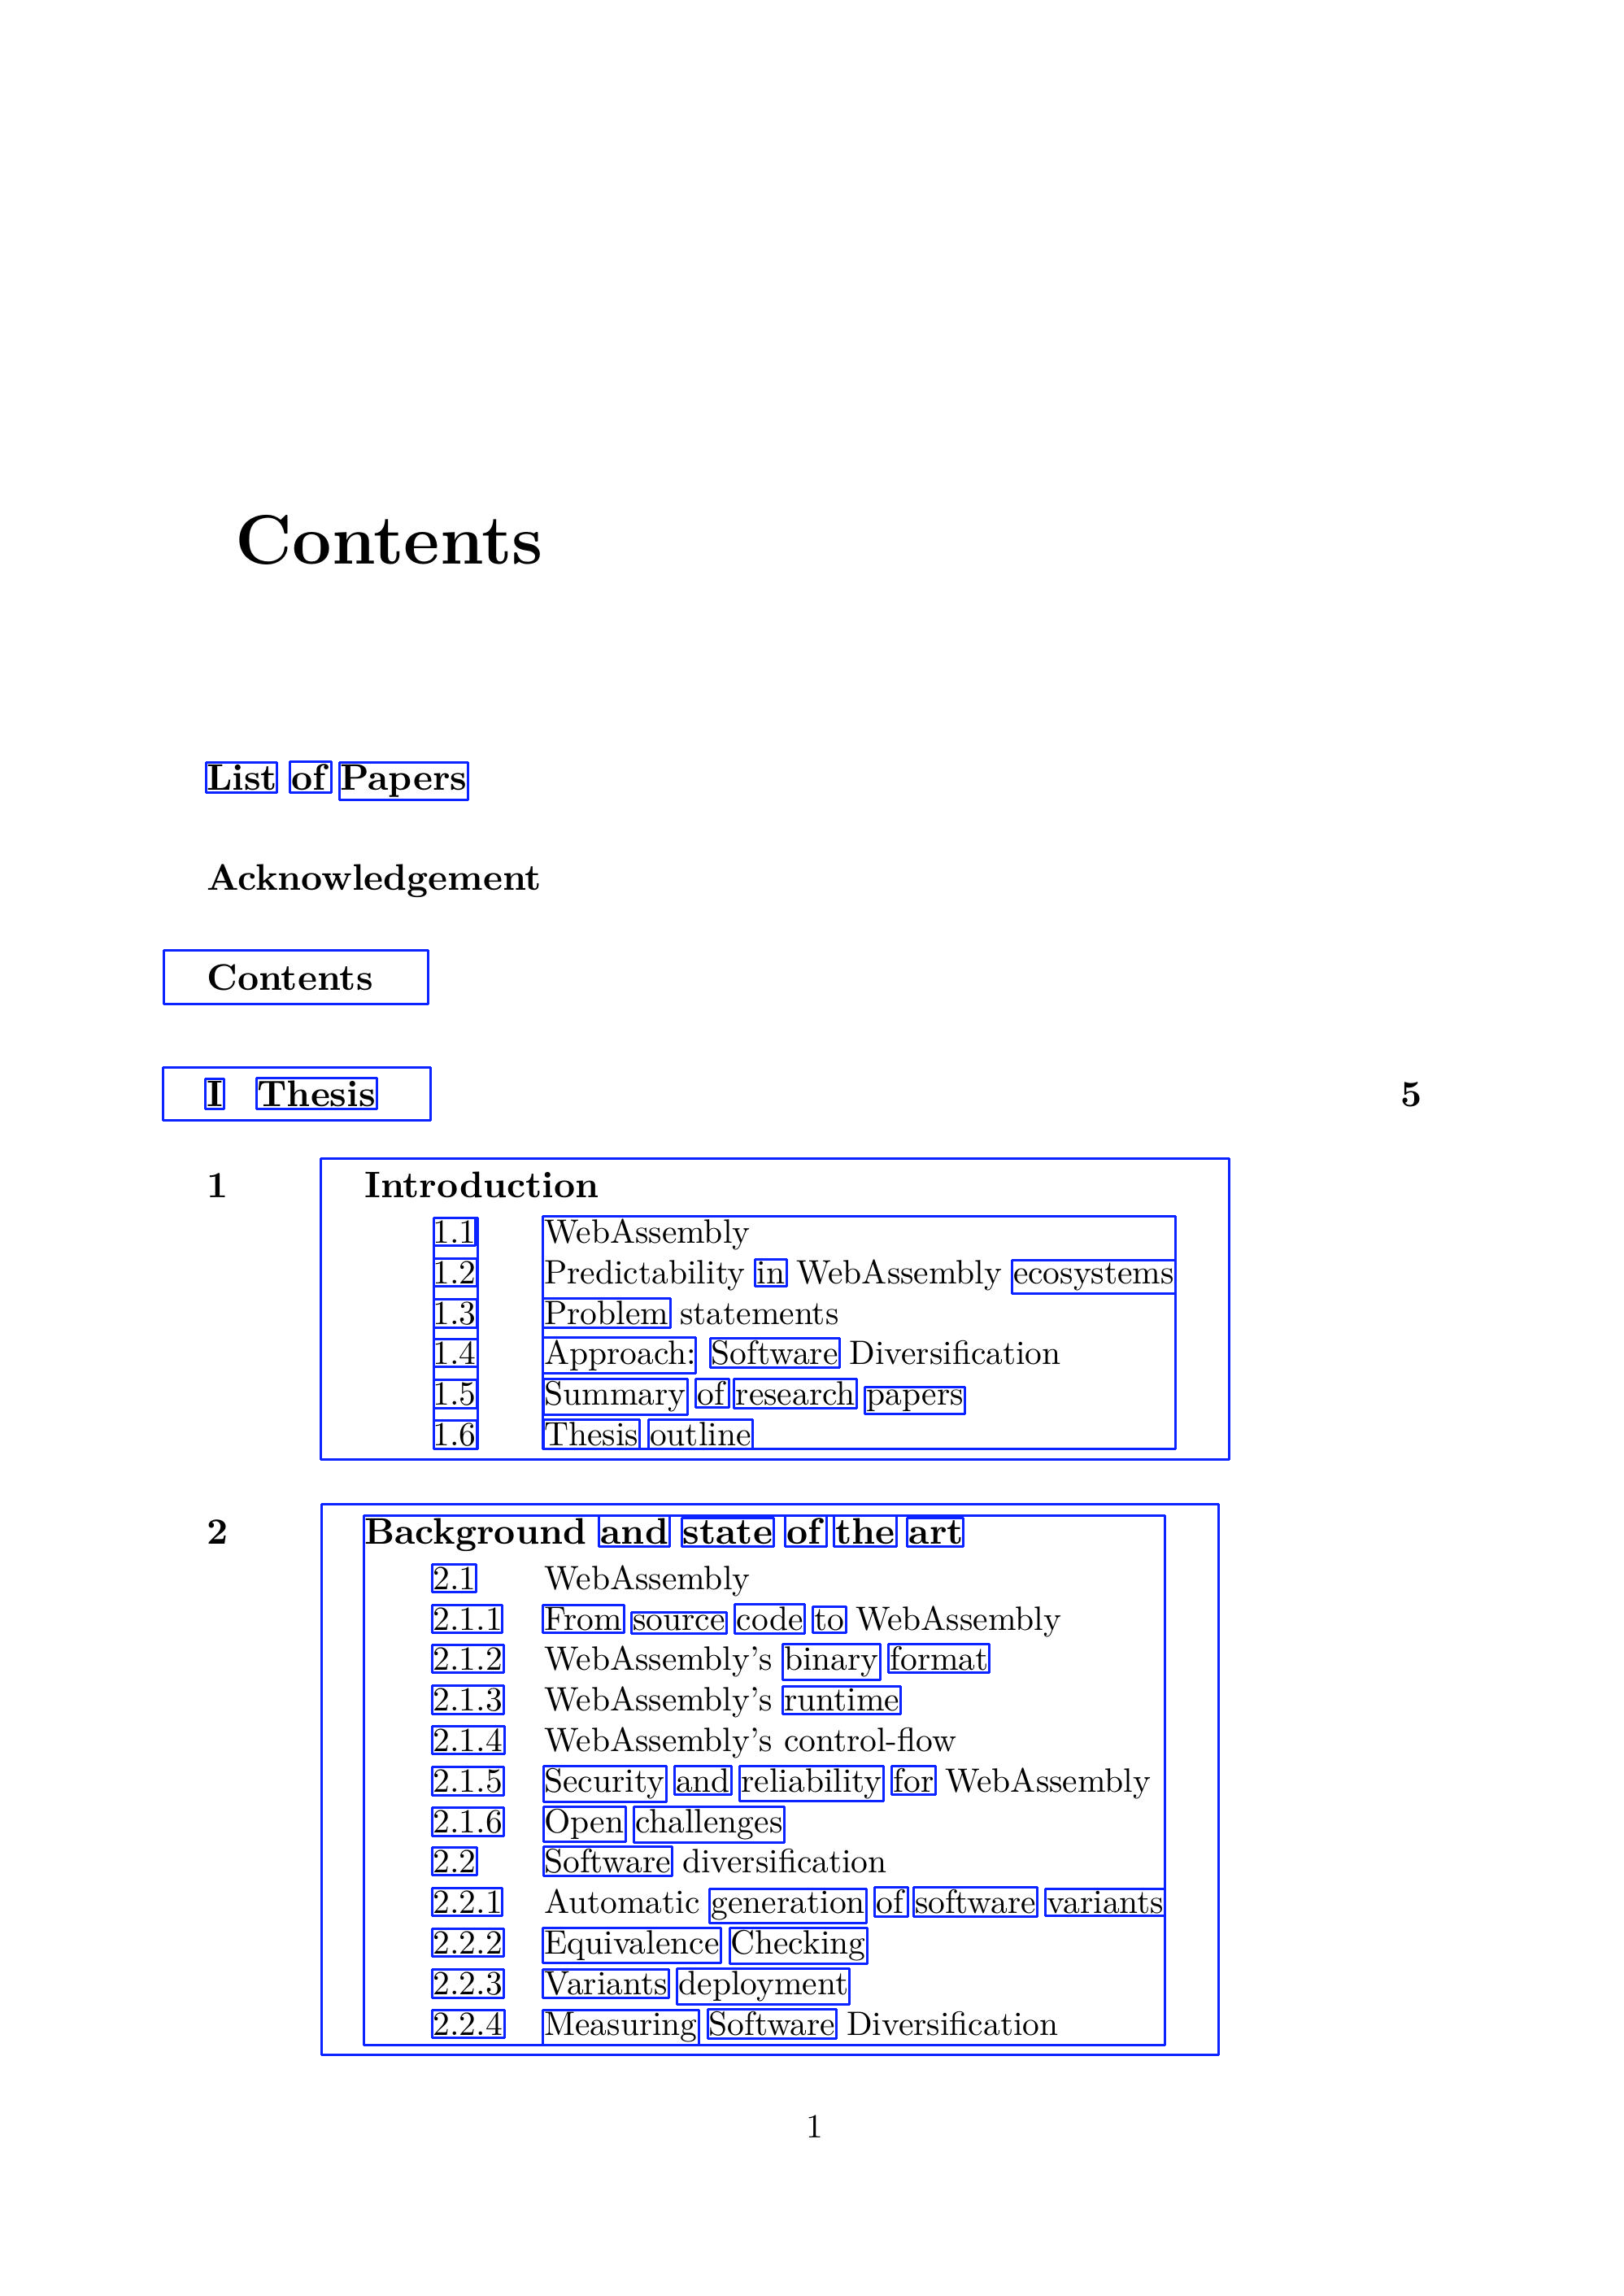 Contents
List of Papers
Acknowledgement
Contents
I Thesis 5
1 Introduction
1.1 WebAssembly
1.2 Predictability in WebAssembly ecosystems
1.3 Problem statements
1.4 Approach: Software Diversification
1.5 Summary of research papers
1.6 Thesis outline
2 Background and state of the art
2.1 WebAssembly
2.1.1 From source code to WebAssembly
2.1.2 WebAssembly's binary format
2.1.3 WebAssembly's runtime
2.1.4 WebAssembly's control-flow
2.1.5 Security and reliability for WebAssembly
2.1.6 Open challenges
2.2 Software diversification
2.2.1 Automatic generation of software variants
2.2.2 Equivalence Checking
2.2.3 Variants deployment
2.2.4 Measuring Software Diversification
1